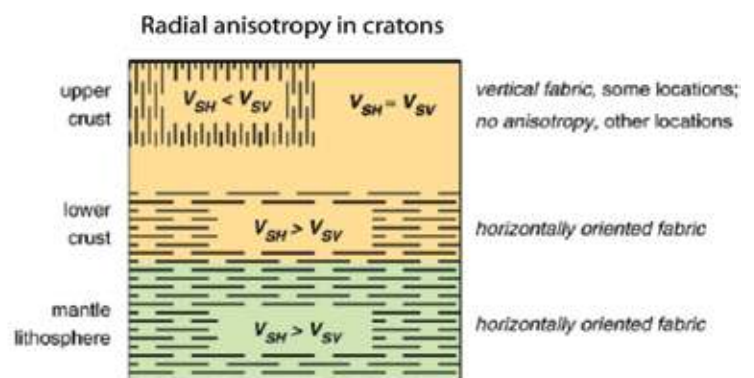 Radial anisotropy in cratons
upper
crust
V_SH < V_SV
V_SH = V_SV
vertical fabric, some locations;
no anisotropy, other locations
lower
crust
V_SH > V_SV
horizontally oriented fabric
mantle
lithosphere
V_SH > V_SV
horizontally oriented fabric